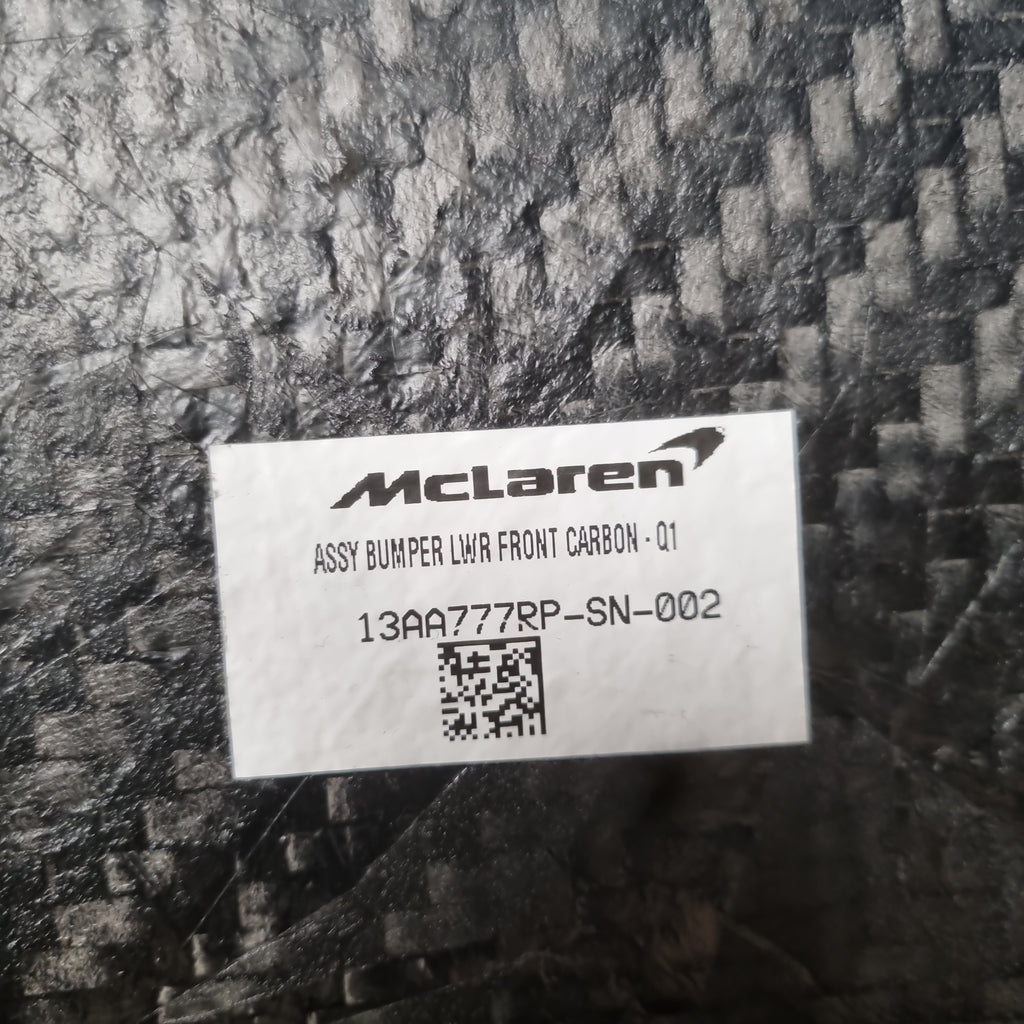 McLaren
ASSY BUMPER LWR FRONT CARBON - Q1
13AA777RP-SN-002